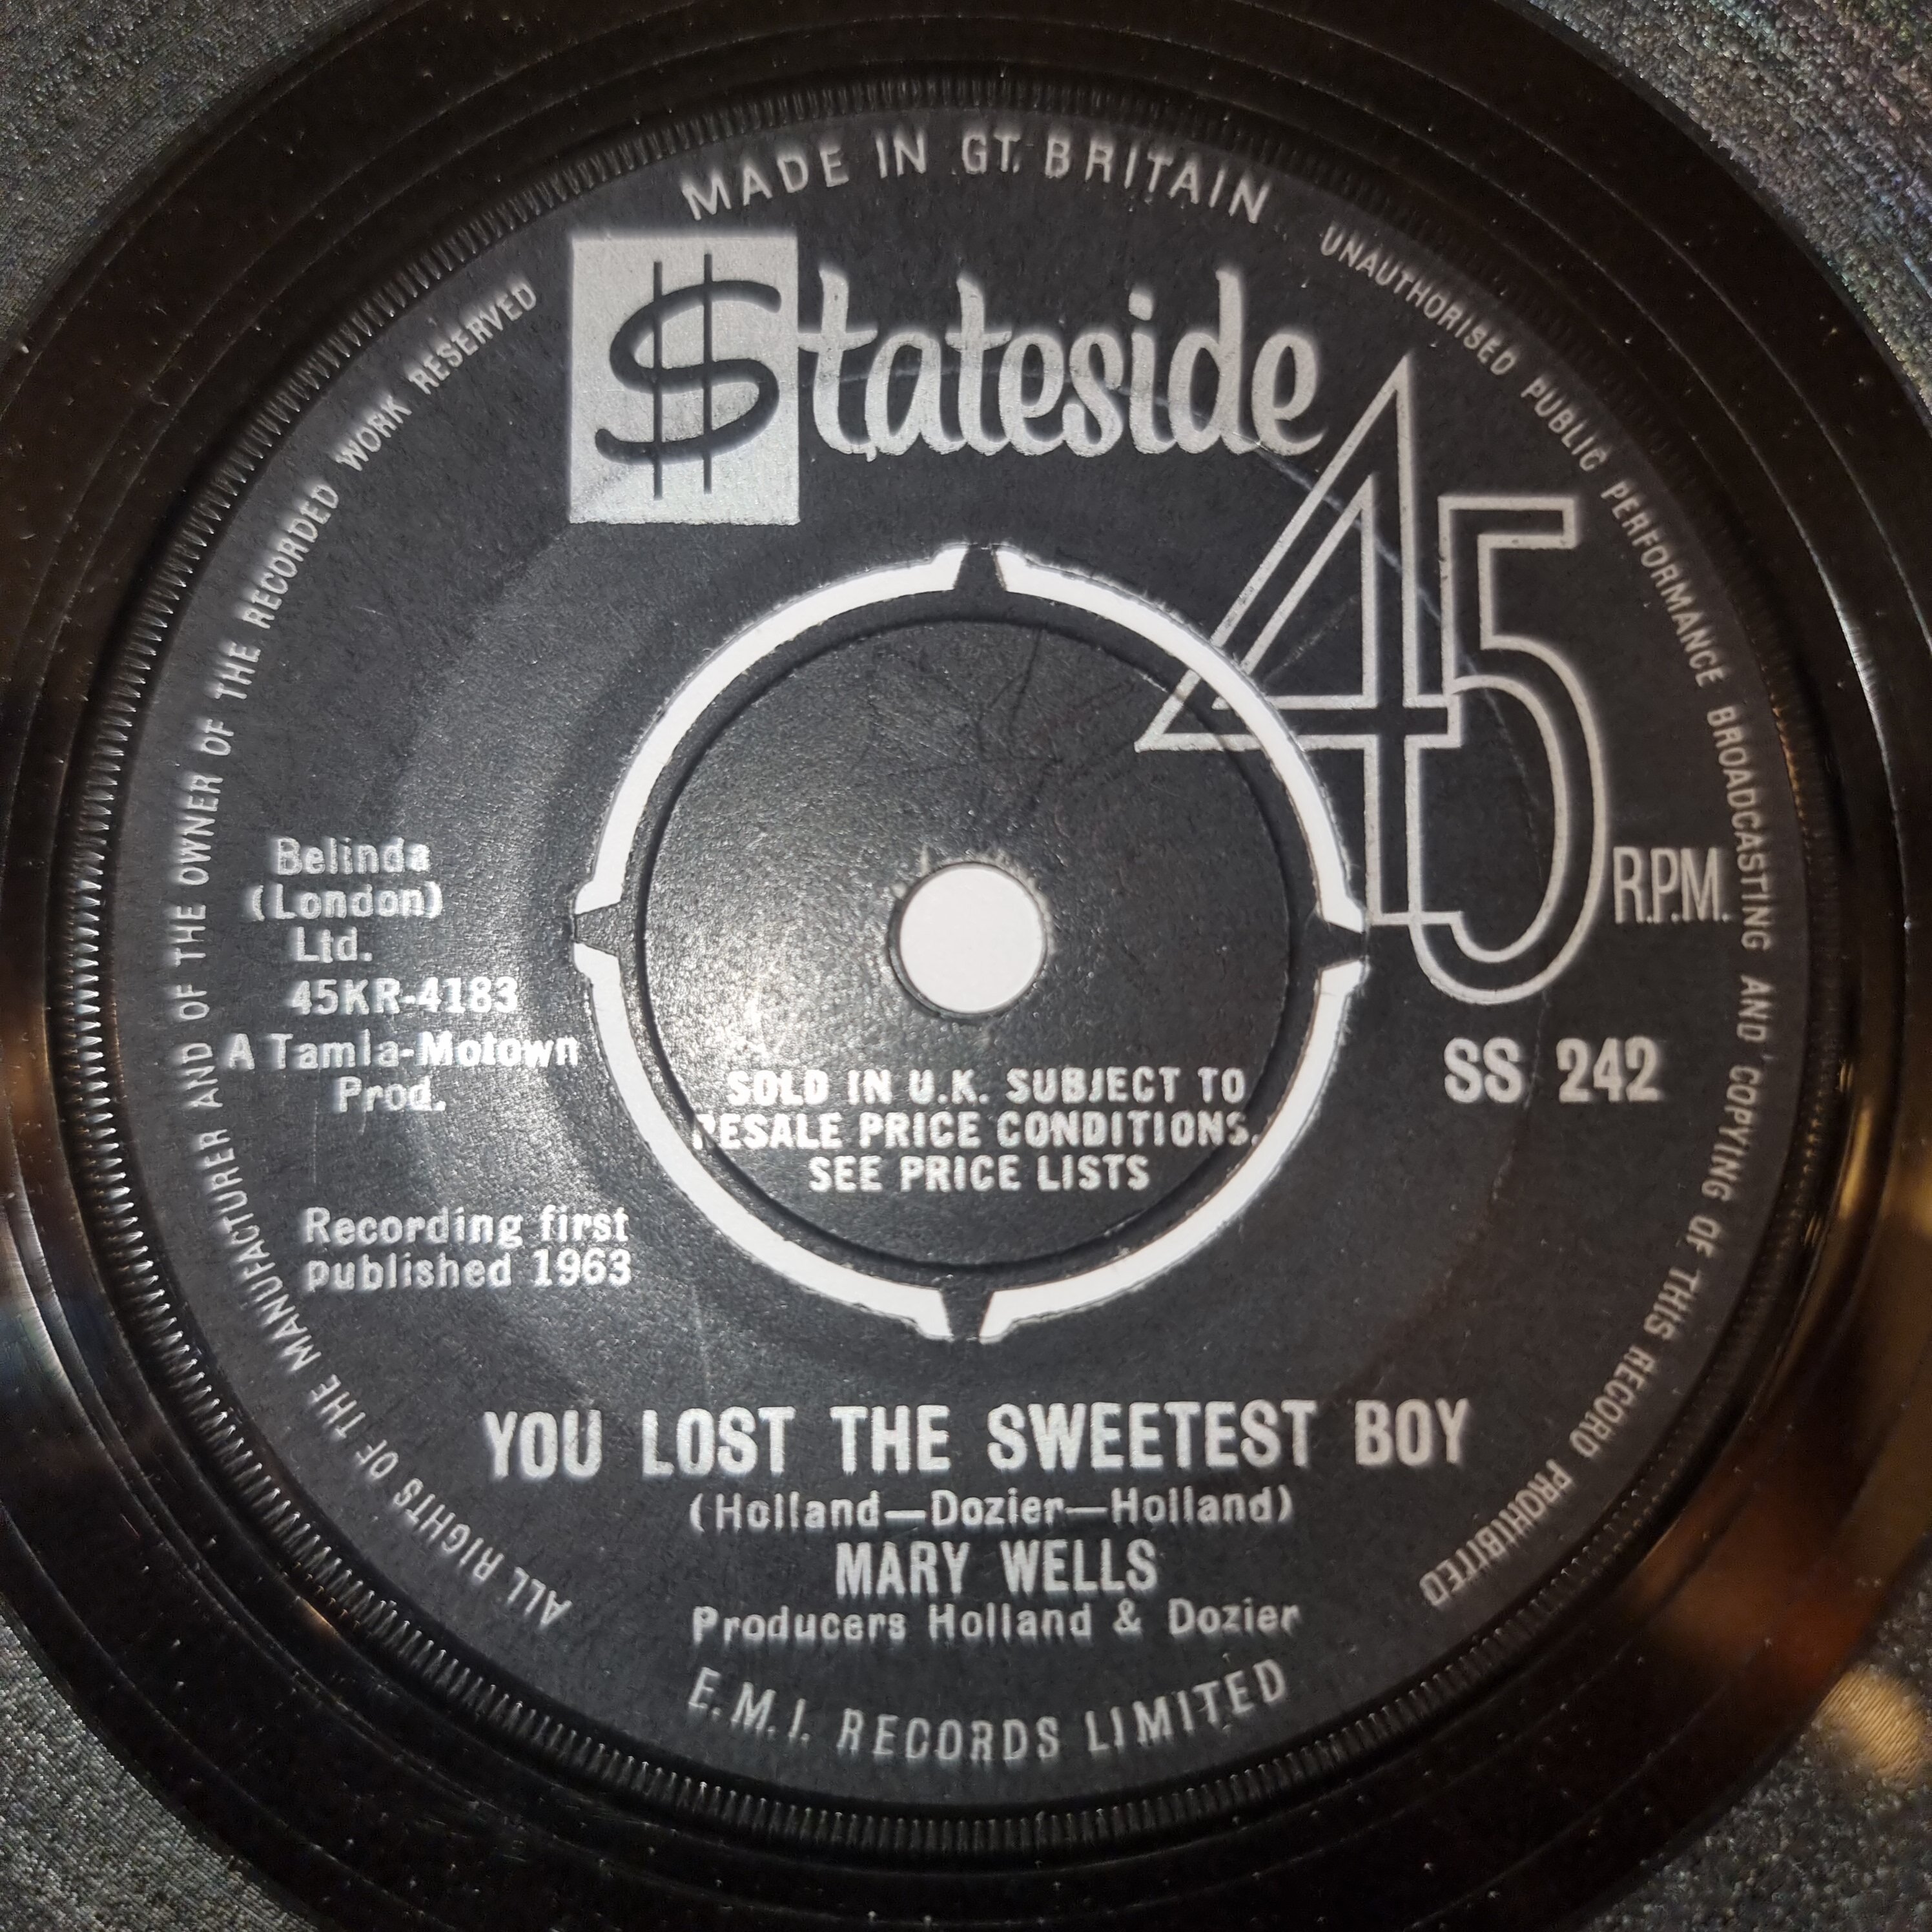 MADE IN GT. BRITAIN
Stateside
45
R.P.M.
Belinda
(London)
Ltd.
45KR-4183
A Tamla-Motown
Prod.
SS 242
SOLD IN U.K. SUBJECT TO
RESALE PRICE CONDITIONS.
SEE PRICE LISTS
Recording first
published 1963
YOU LOST THE SWEETEST BOY
(Holland—Dozier—Holland)
MARY WELLS
Producers Holland & Dozier
E.M.I. RECORDS LIMITED
ALL RIGHTS OF THE MANUFACTURER AND OF THE OWNER OF THE RECORDED WORK RESERVED
UNAUTHORISED PUBLIC PERFORMANCE BROADCASTING AND COPYING OF THIS RECORD PROHIBITED